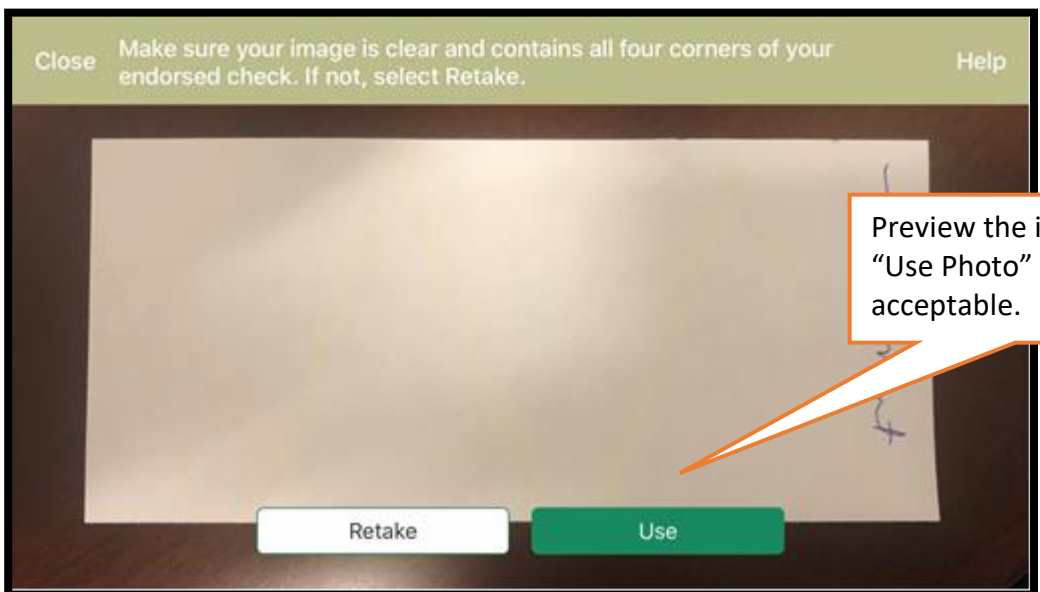 Close
Make sure your image is clear and contains all four corners of your
endorsed check. If not, select Retake.
Help
Preview the
“Use Photo”
acceptable.
Retake
Use